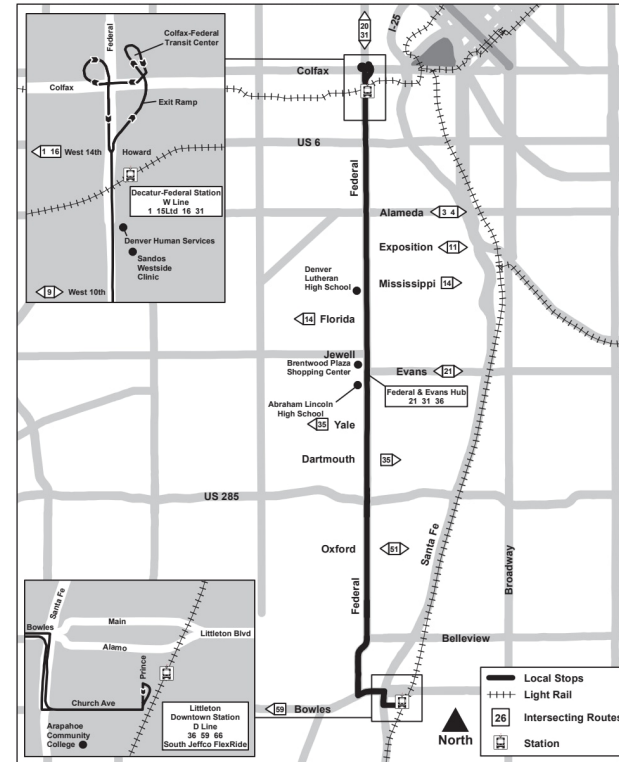 Federal
Colfax-Federal
Transit Center
Colfax
Exit Ramp
1 16 West 14th
Howard
Decatur-Federal Station
W Line
1 15Ltd 16 31
Denver Human Services
Sandos
Westside
Clinic
9 West 10th
20
31
I-25
Colfax
US 6
Federal
Alameda 3 4
Exposition 11
Denver
Lutheran
High School
Mississippi 14
14 Florida
Jewell
Brentwood Plaza
Shopping Center
Evans 21
Federal & Evans Hub
21 31 36
Abraham Lincoln
High School
35 Yale
Dartmouth 35
US 285
Santa Fe
Broadway
Oxford 51
Federal
Belleview
59 Bowles
Santa Fe
Bowles
Main
Littleton Blvd
Alamo
Prince
Church Ave
Arapahoe
Community
College
Littleton
Downtown Station
D Line
36 59 66
South Jeffco FlexRide
North
Local Stops
Light Rail
26 Intersecting Routes
Station